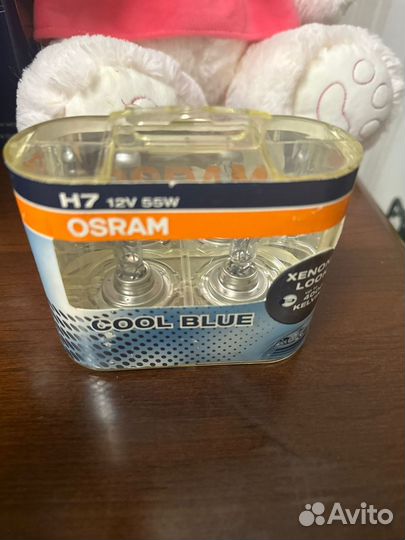 H7 12V 55W
OSRAM
COOL BLUE
XENON
LOOK
Avito